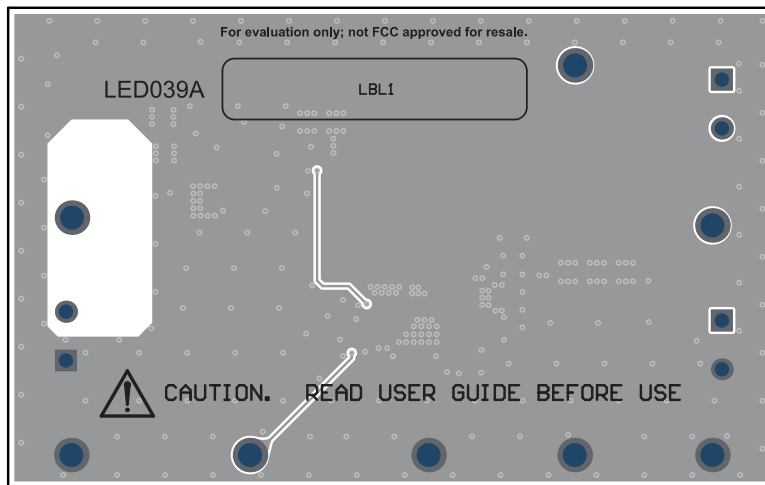 For evaluation only; not FCC approved for resale.
LED039A
LBL1
CAUTION. READ USER GUIDE BEFORE USE